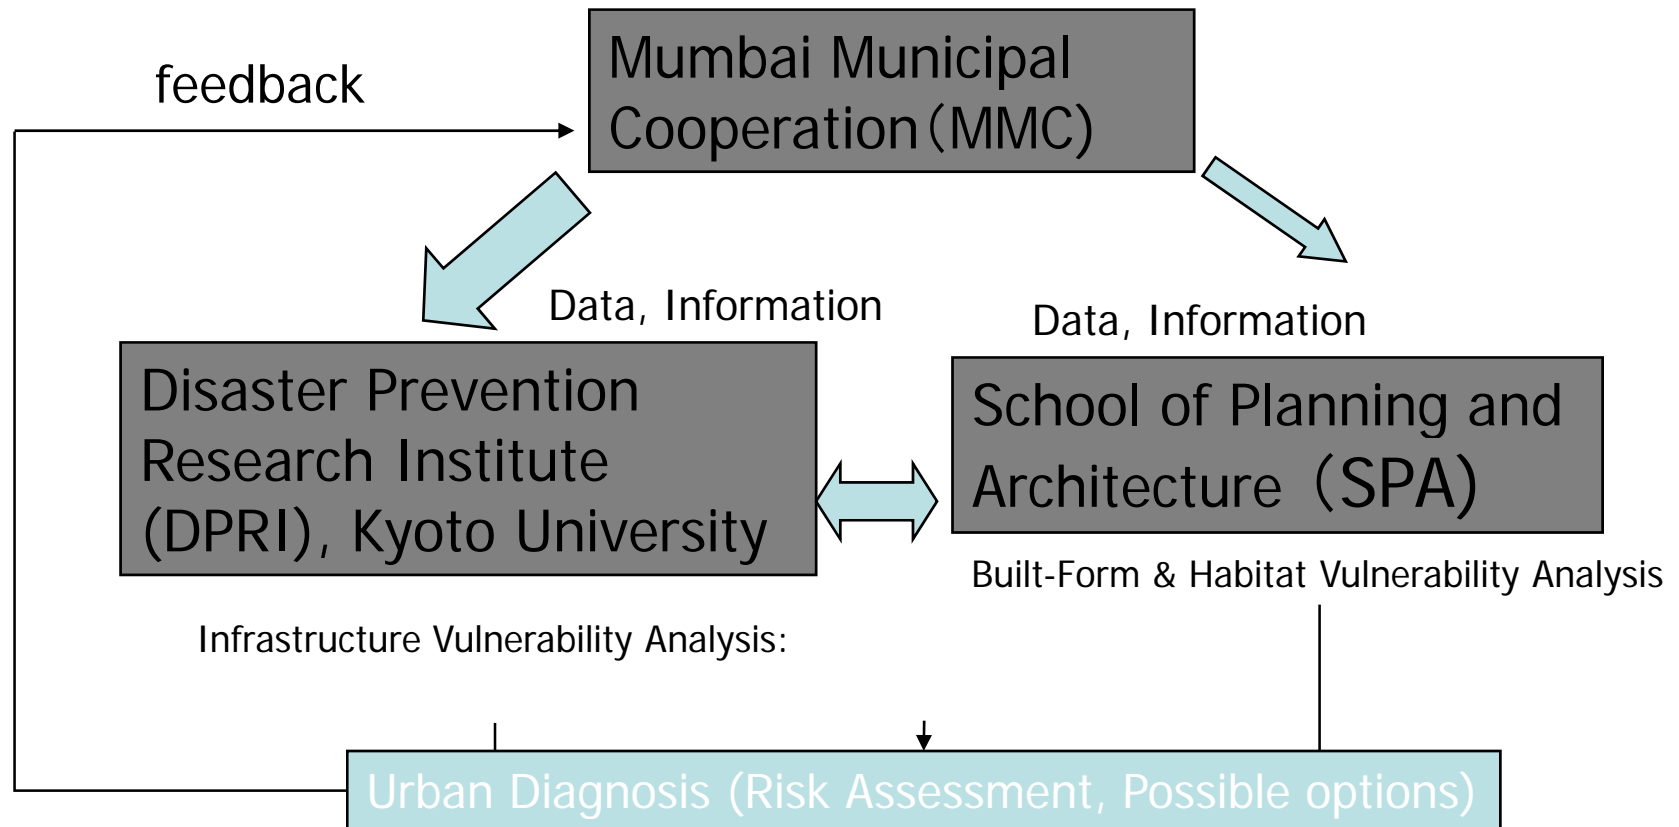 feedback
Mumbai Municipal
Cooperation（MMC)
Data, Information
Data, Information
Disaster Prevention
Research Institute
(DPRI), Kyoto University
School of Planning and
Architecture（SPA)
Built-Form & Habitat Vulnerability Analysis
Infrastructure Vulnerability Analysis:
Urban Diagnosis (Risk Assessment, Possible options)